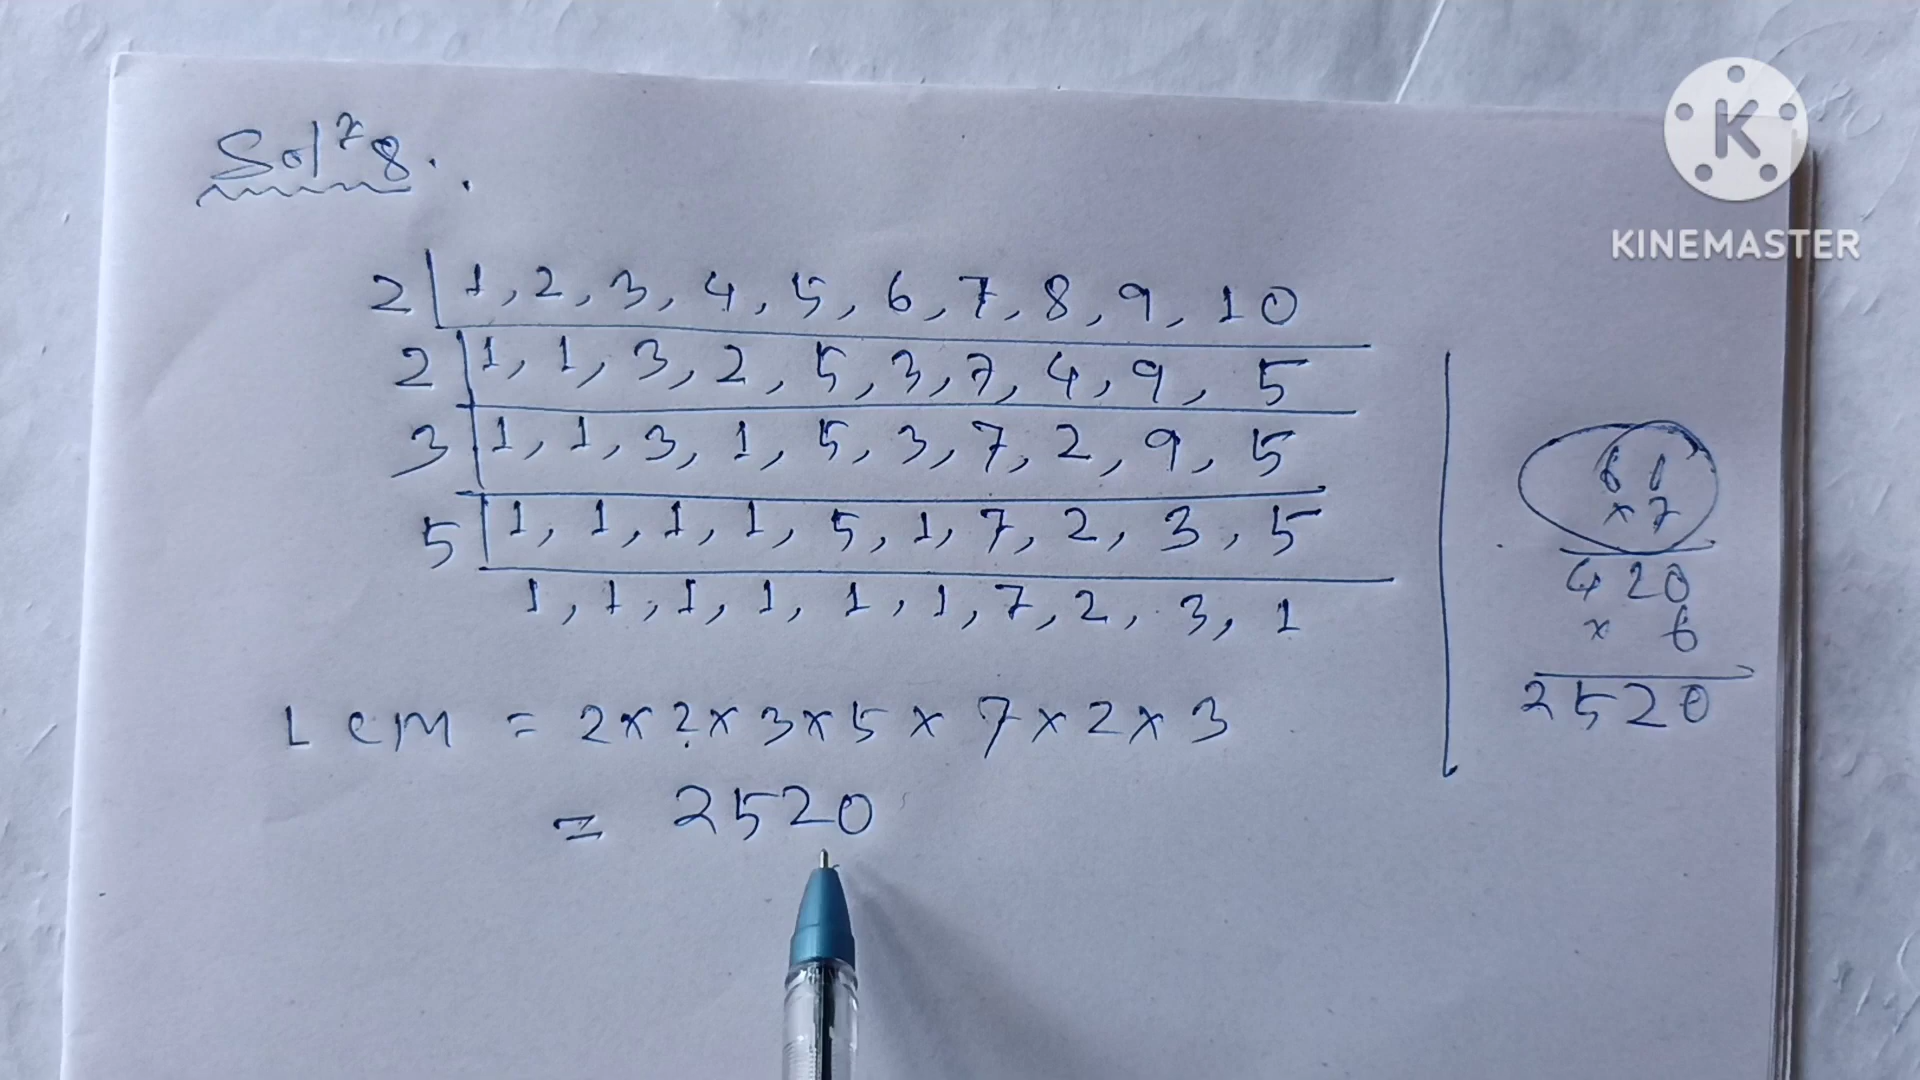 Solⁿ 8.
2 | 1, 2, 3, 4, 5, 6, 7, 8, 9, 10
2 | 1, 1, 3, 2, 5, 3, 7, 4, 9, 5
3 | 1, 1, 3, 1, 5, 3, 7, 2, 9, 5
5 | 1, 1, 1, 1, 5, 1, 7, 2, 3, 5
1, 1, 1, 1, 1, 1, 7, 2, 3, 1
LCM = 2 x 2 x 3 x 5 x 7 x 2 x 3
= 2520
60
x 7
420
x 6
2520
K
KINEMASTER